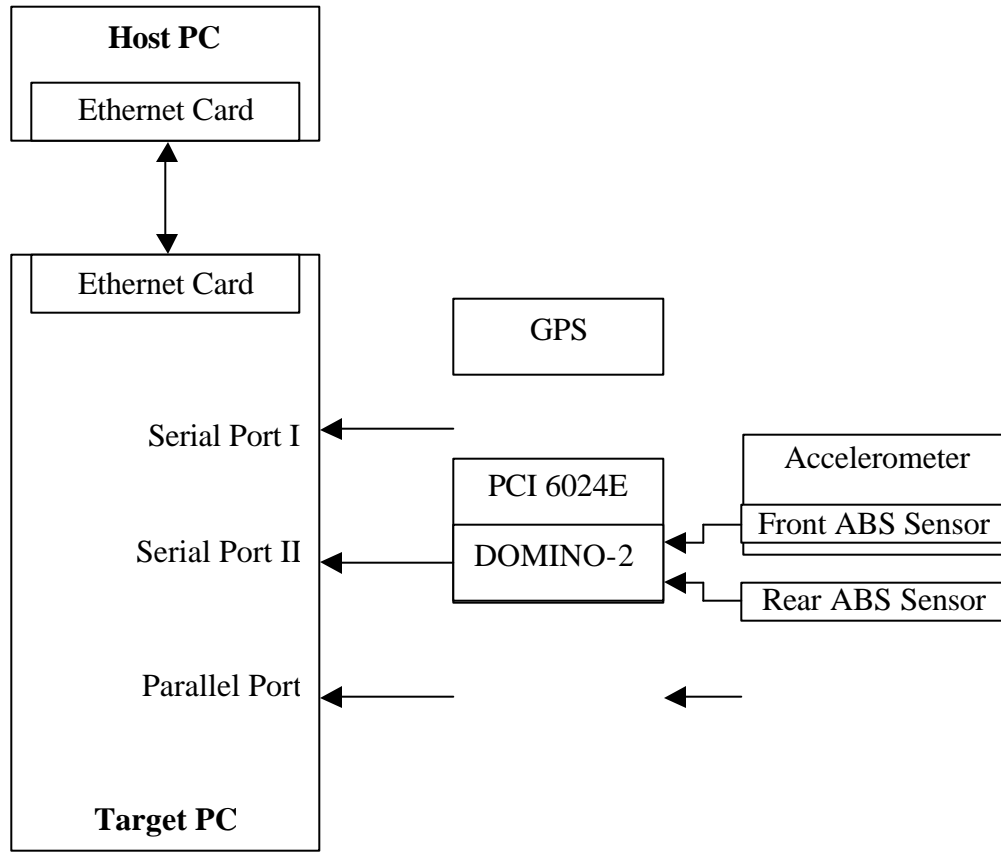 Host PC
Ethernet Card
Ethernet Card
GPS
Serial Port I
Accelerometer
PCI 6024E
Front ABS Sensor
Serial Port II
DOMINO-2
Rear ABS Sensor
Parallel Port
Target PC